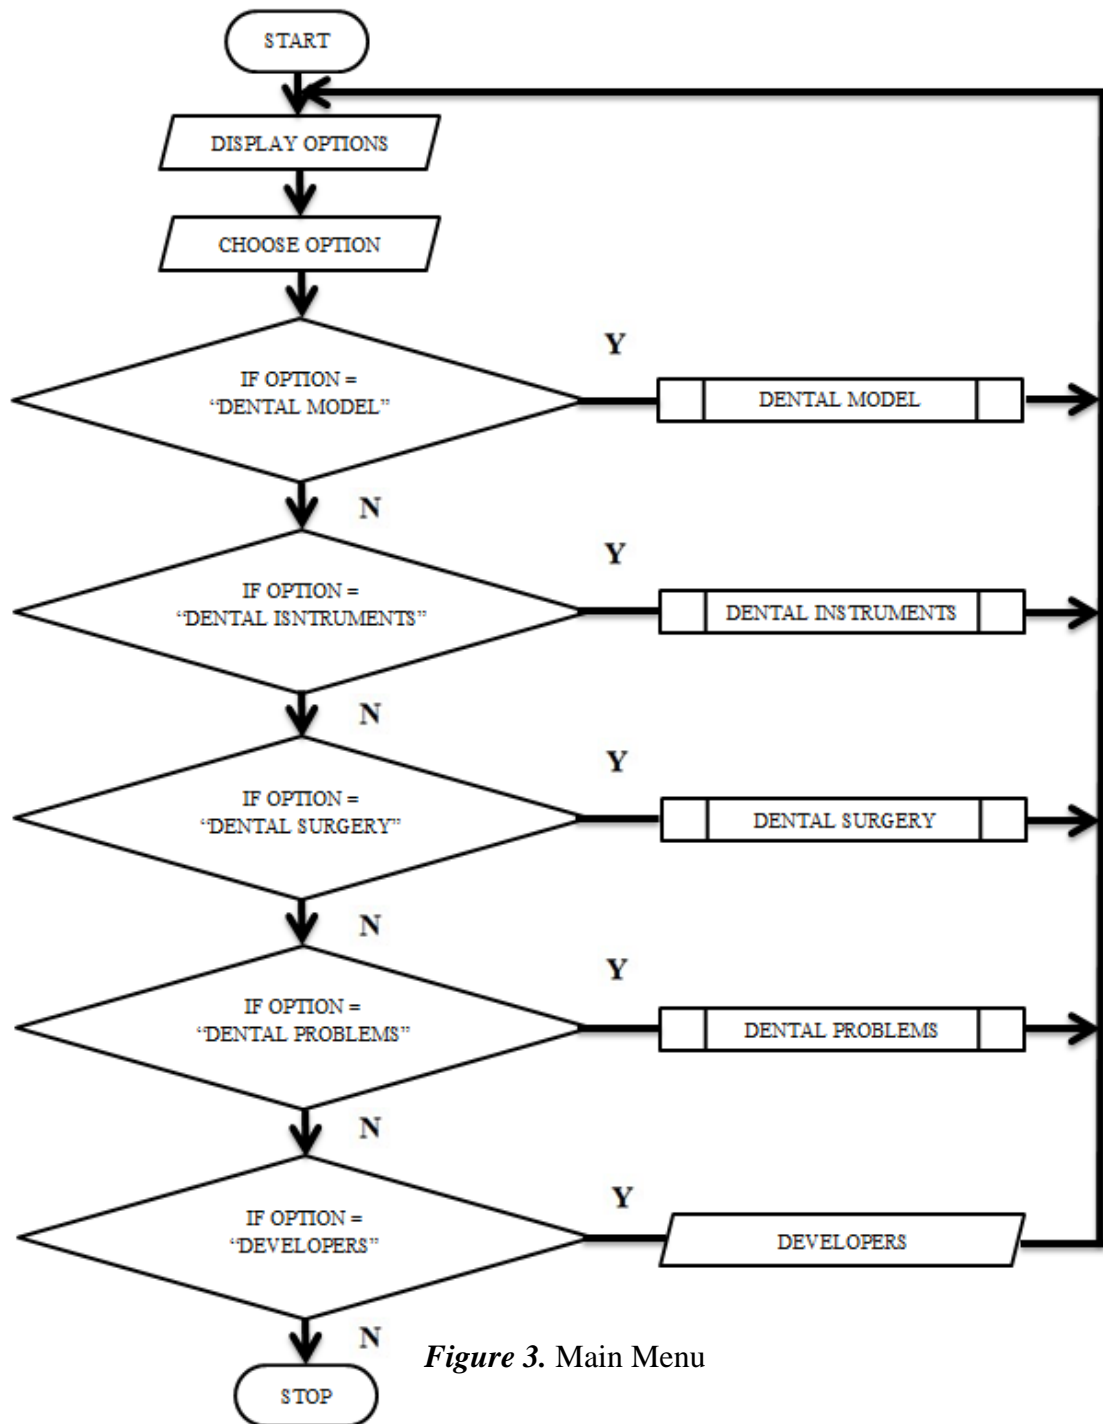 START
DISPLAY OPTIONS
CHOOSE OPTION
IF OPTION =
“DENTAL MODEL”
Y
DENTAL MODEL
N
IF OPTION =
“DENTAL ISNTRUMENTS”
Y
DENTAL INSTRUMENTS
N
IF OPTION =
“DENTAL SURGERY”
Y
DENTAL SURGERY
N
IF OPTION =
“DENTAL PROBLEMS”
Y
DENTAL PROBLEMS
N
IF OPTION =
“DEVELOPERS”
Y
DEVELOPERS
N
STOP
Figure 3. Main Menu